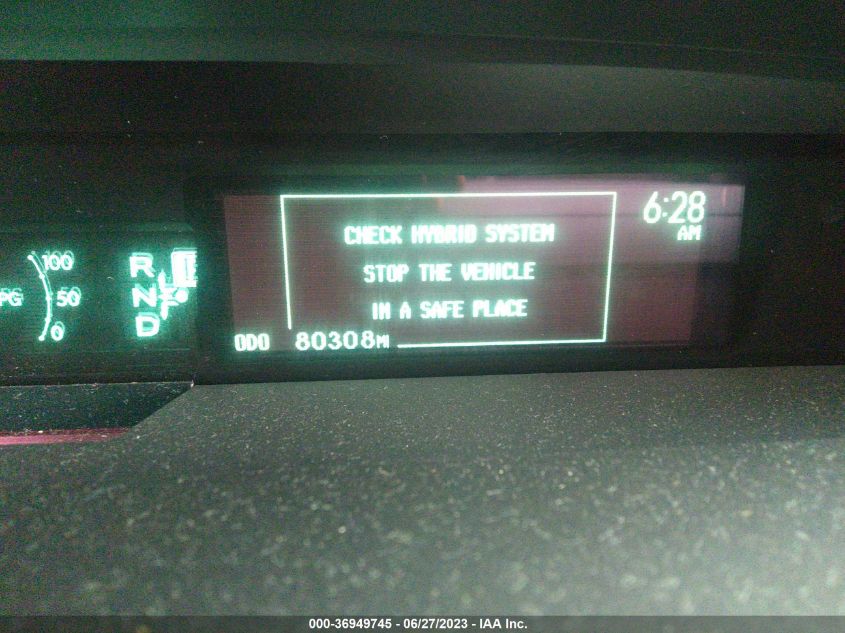 6:28
AM
CHECK HYBRID SYSTEM
STOP THE VEHICLE
IN A SAFE PLACE
ODO 80308MI
100
50
0
PG
R
N
D
000-36949745 - 06/27/2023 - IAA Inc.